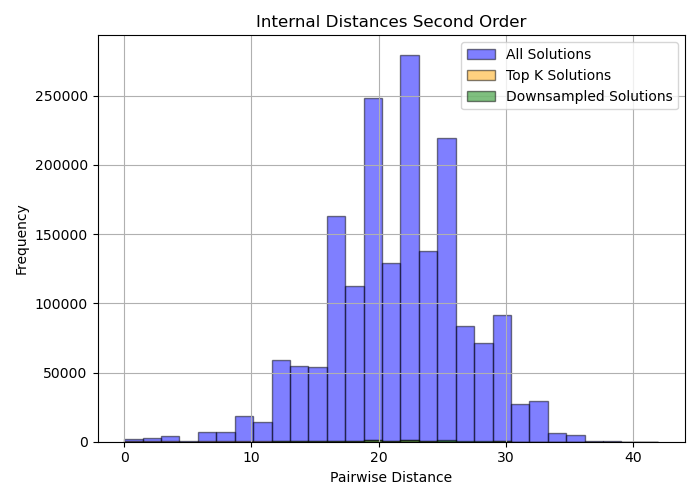 Internal Distances Second Order
All Solutions
Top K Solutions
Downsampled Solutions
Frequency
250000
200000
150000
100000
50000
0
0 10 20 30 40
Pairwise Distance